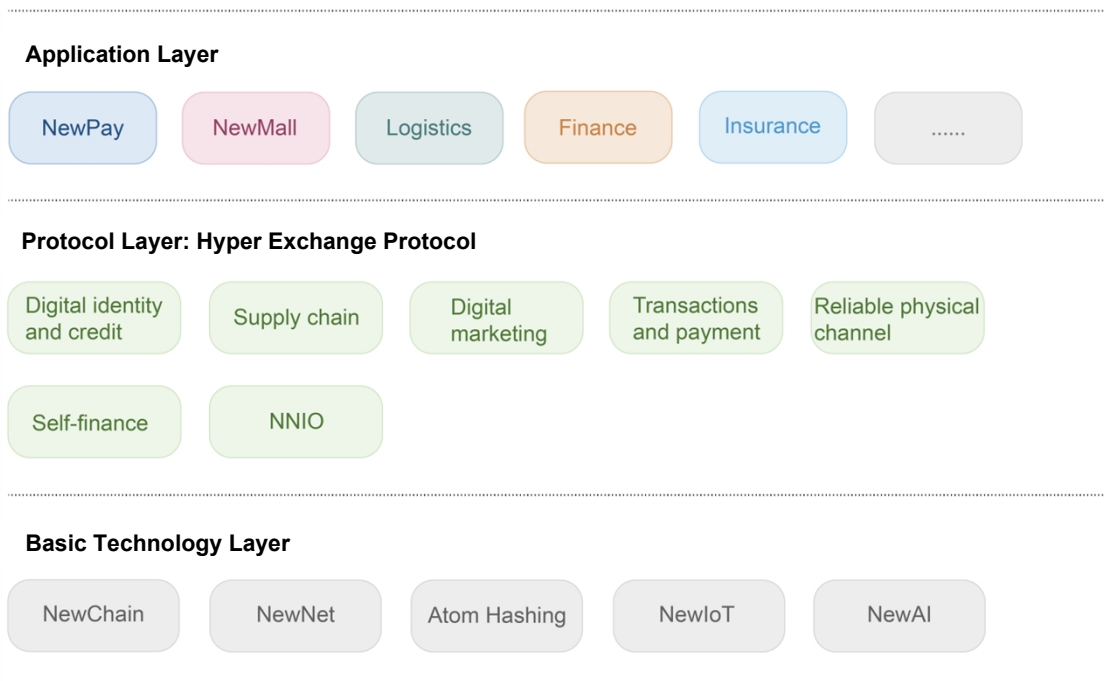 Application Layer
NewPay
NewMall
Logistics
Finance
Insurance
......
Protocol Layer: Hyper Exchange Protocol
Digital identity
and credit
Supply chain
Digital
marketing
Transactions
and payment
Reliable physical
channel
Self-finance
NNIO
Basic Technology Layer
NewChain
NewNet
Atom Hashing
NewIoT
NewAI